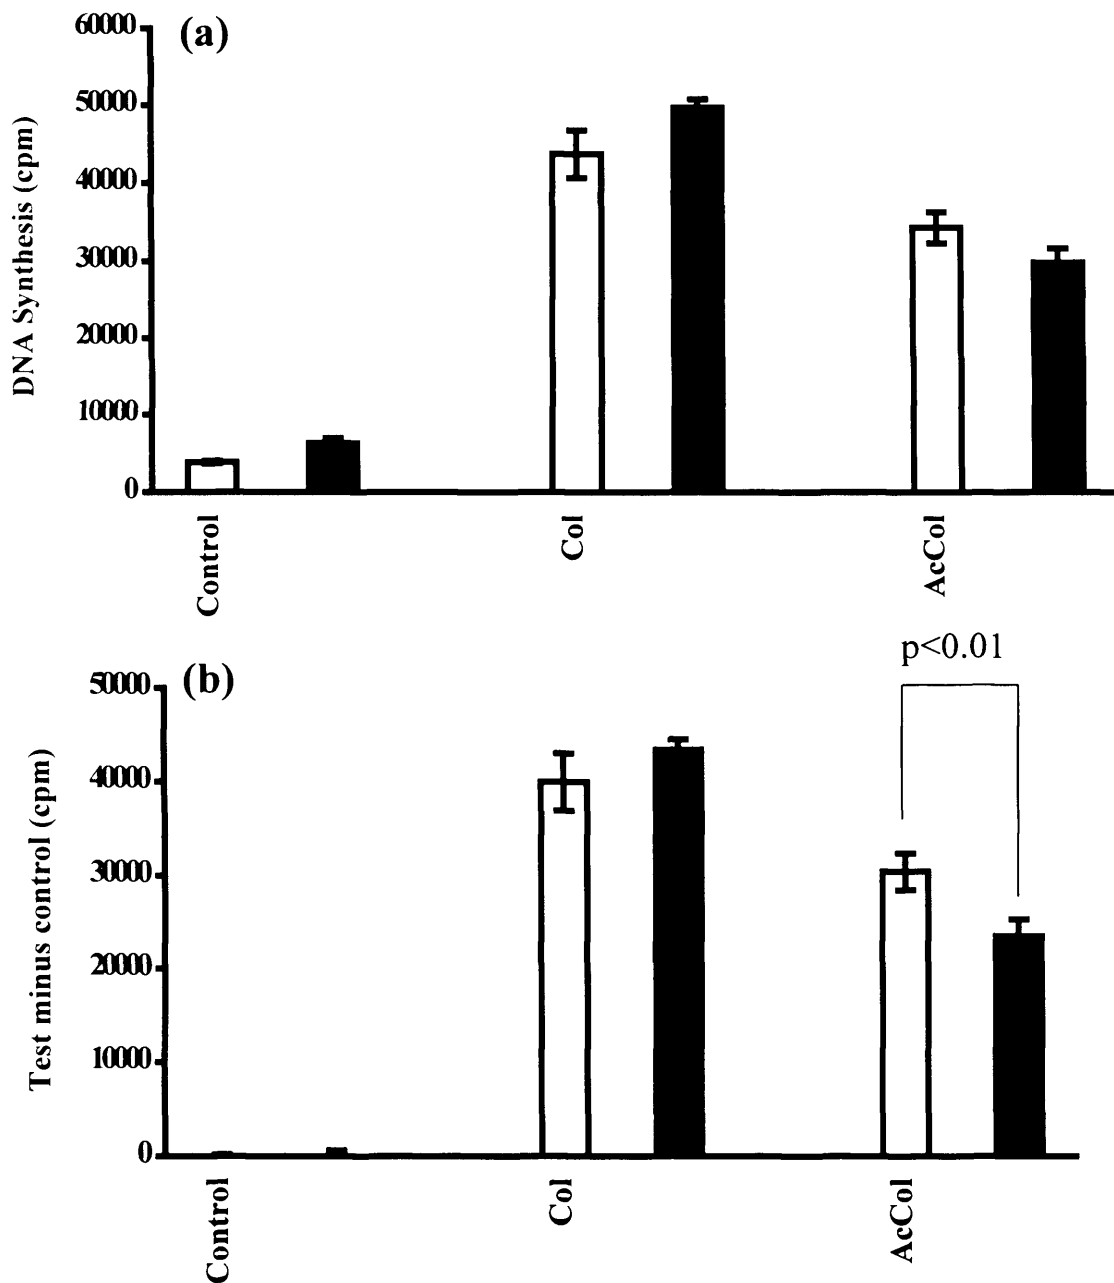 (a)
DNA Synthesis (cpm)
60000
50000
40000
30000
20000
10000
0
Control
Col
AcCol
(b)
p<0.01
Test minus control (cpm)
50000
40000
30000
20000
10000
0
Control
Col
AcCol